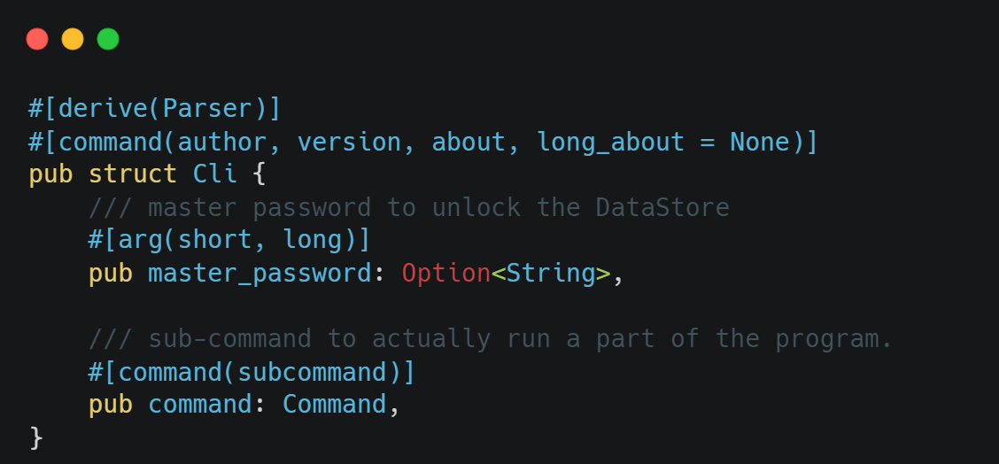 #[derive(Parser)]
#[command(author, version, about, long_about = None)]
pub struct Cli {
    /// master password to unlock the DataStore
    #[arg(short, long)]
    pub master_password: Option<String>,

    /// sub-command to actually run a part of the program.
    #[command(subcommand)]
    pub command: Command,
}